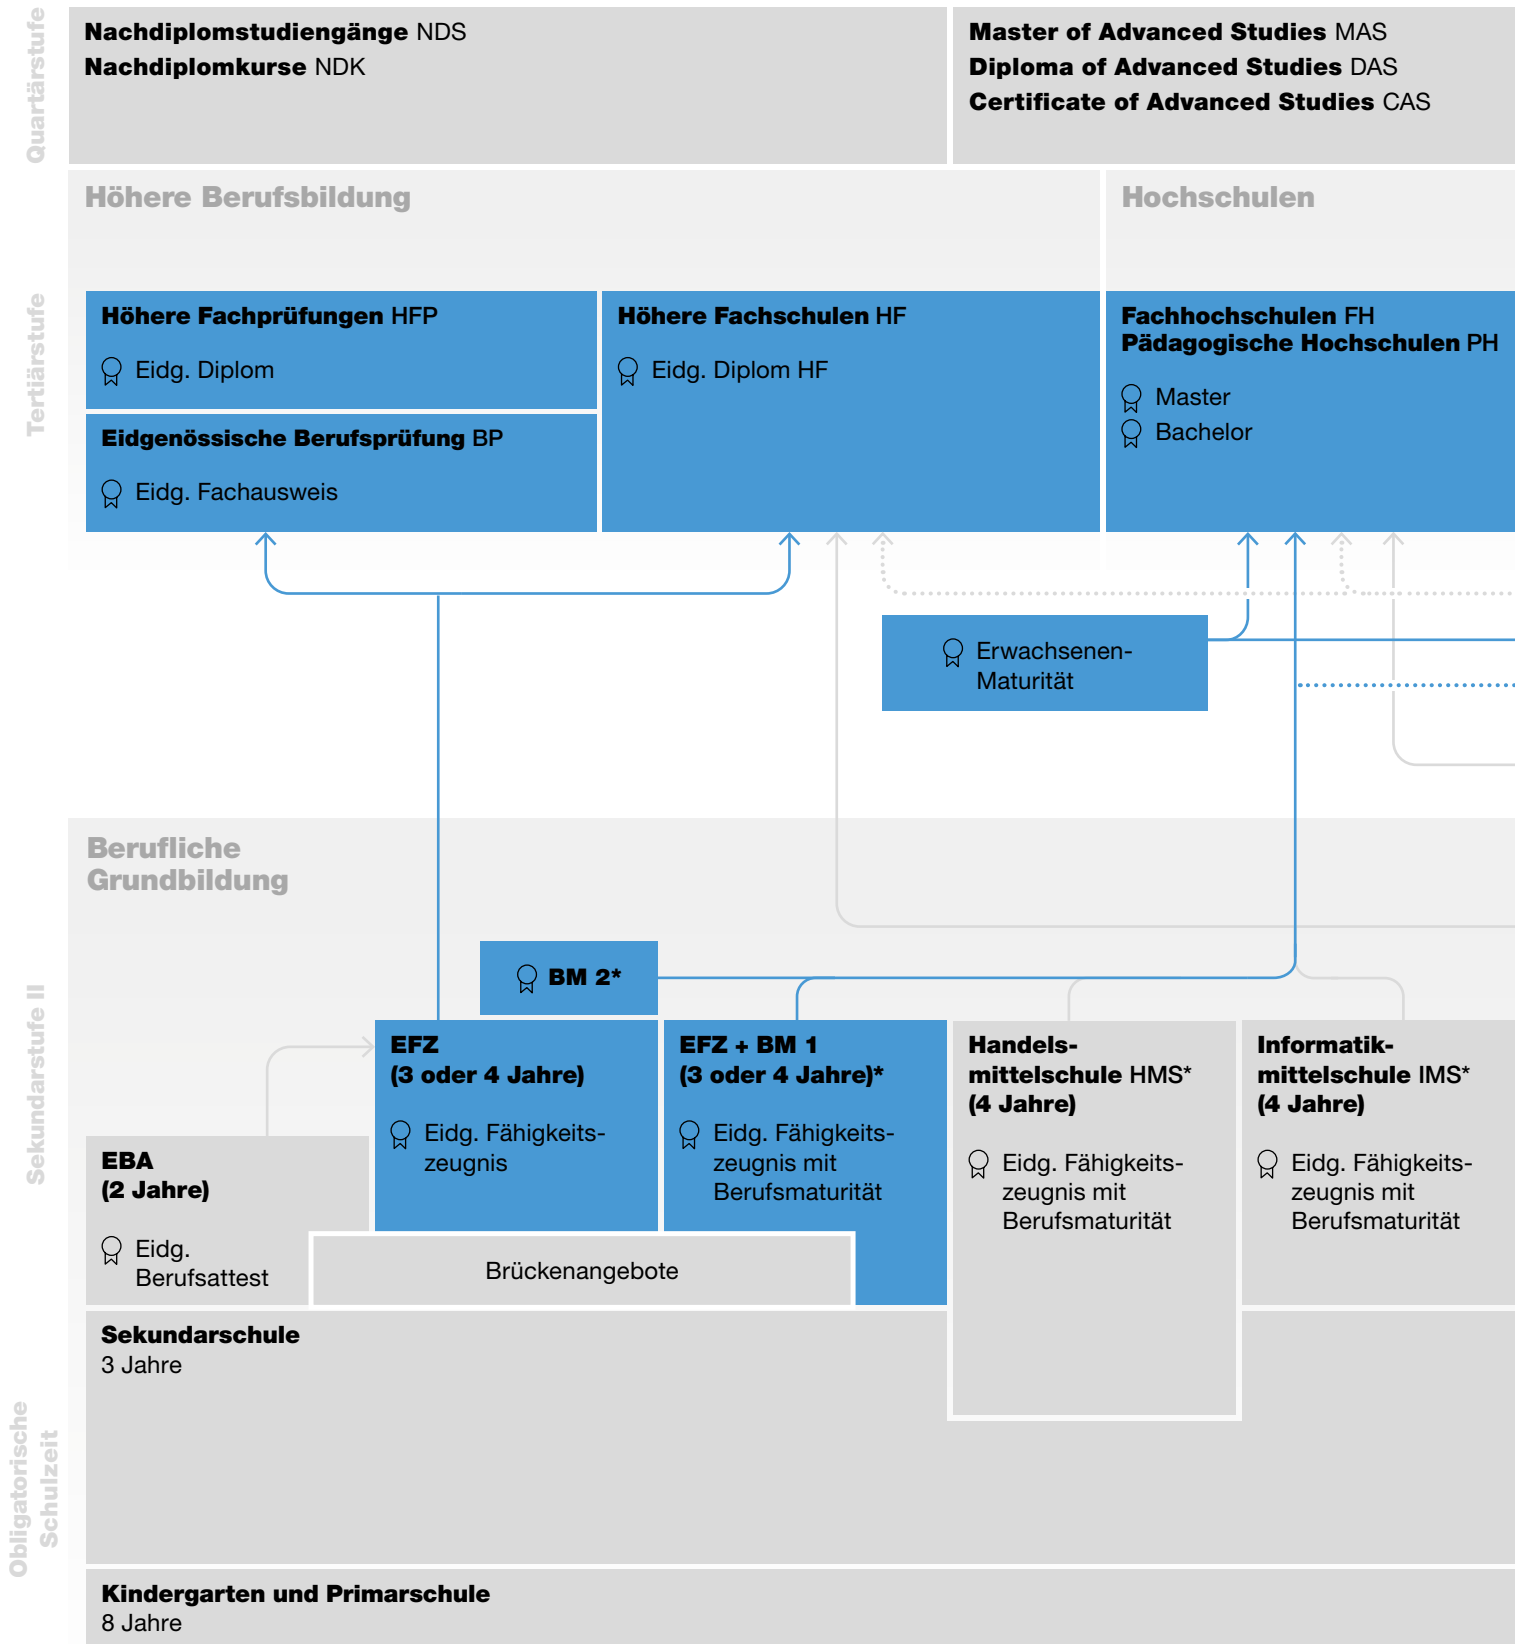 Quartärstufe
Nachdiplomstudiengänge NDS
Nachdiplomkurse NDK
Master of Advanced Studies MAS
Diploma of Advanced Studies DAS
Certificate of Advanced Studies CAS
Tertiärstufe
Höhere Berufsbildung
Hochschulen
Höhere Fachprüfungen HFP
Eidg. Diplom
Eidgenössische Berufsprüfung BP
Eidg. Fachausweis
Höhere Fachschulen HF
Eidg. Diplom HF
Fachhochschulen FH
Pädagogische Hochschulen PH
Master
Bachelor
Erwachsenen-
Maturität
Sekundarstufe II
Berufliche
Grundbildung
BM 2*
EBA
(2 Jahre)
Eidg.
Berufsattest
EFZ
(3 oder 4 Jahre)
Eidg. Fähigkeits-
zeugnis
EFZ + BM 1
(3 oder 4 Jahre)*
Eidg. Fähigkeits-
zeugnis mit
Berufsmaturität
Handels-
mittelschule HMS*
(4 Jahre)
Eidg. Fähigkeits-
zeugnis mit
Berufsmaturität
Informatik-
mittelschule IMS*
(4 Jahre)
Eidg. Fähigkeits-
zeugnis mit
Berufsmaturität
Brückenangebote
Obligatorische
Schulzeit
Sekundarschule
3 Jahre
Kindergarten und Primarschule
8 Jahre